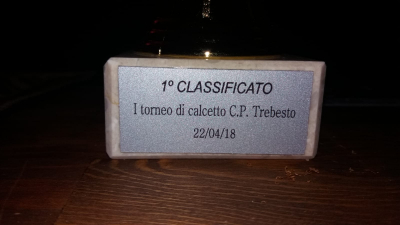 1º CLASSIFICATO
I torneo di calcetto C.P. Trebesto
22/04/18